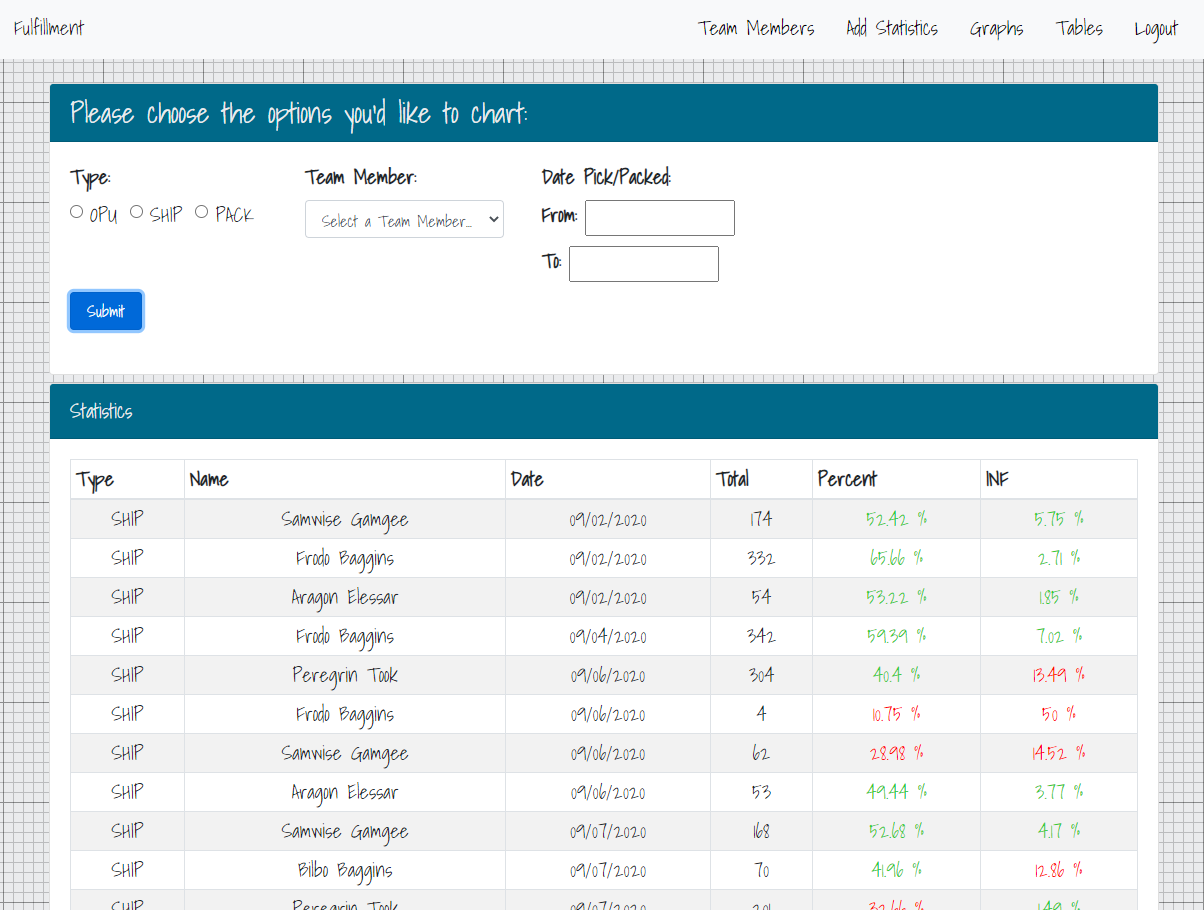 Fulfillment Team Members Add Statistics Graphs Tables Logout
Please choose the options you'd like to chart:
Type: Team Member: Date Pick/Packed:
OPU SHIP PACK Select a Team Member... From:
To:
Submit
Statistics
Type Name Date Total Percent INF
SHIP Samwise Gamgee 09/02/2020 174 52.42 % 5.75 %
SHIP Frodo Baggins 09/02/2020 332 65.66 % 2.71 %
SHIP Aragon Elessar 09/02/2020 54 53.22 % 1.85 %
SHIP Frodo Baggins 09/04/2020 342 59.39 % 7.02 %
SHIP Peregrin Took 09/06/2020 304 40.4 % 13.49 %
SHIP Frodo Baggins 09/06/2020 4 10.75 % 50 %
SHIP Samwise Gamgee 09/06/2020 62 28.98 % 14.52 %
SHIP Aragon Elessar 09/06/2020 53 49.44 % 3.77 %
SHIP Samwise Gamgee 09/07/2020 168 52.68 % 4.17 %
SHIP Bilbo Baggins 09/07/2020 70 41.96 % 12.86 %
SHIP Peregrin Took 09/07/2020 201 32.66 % 1.49 %